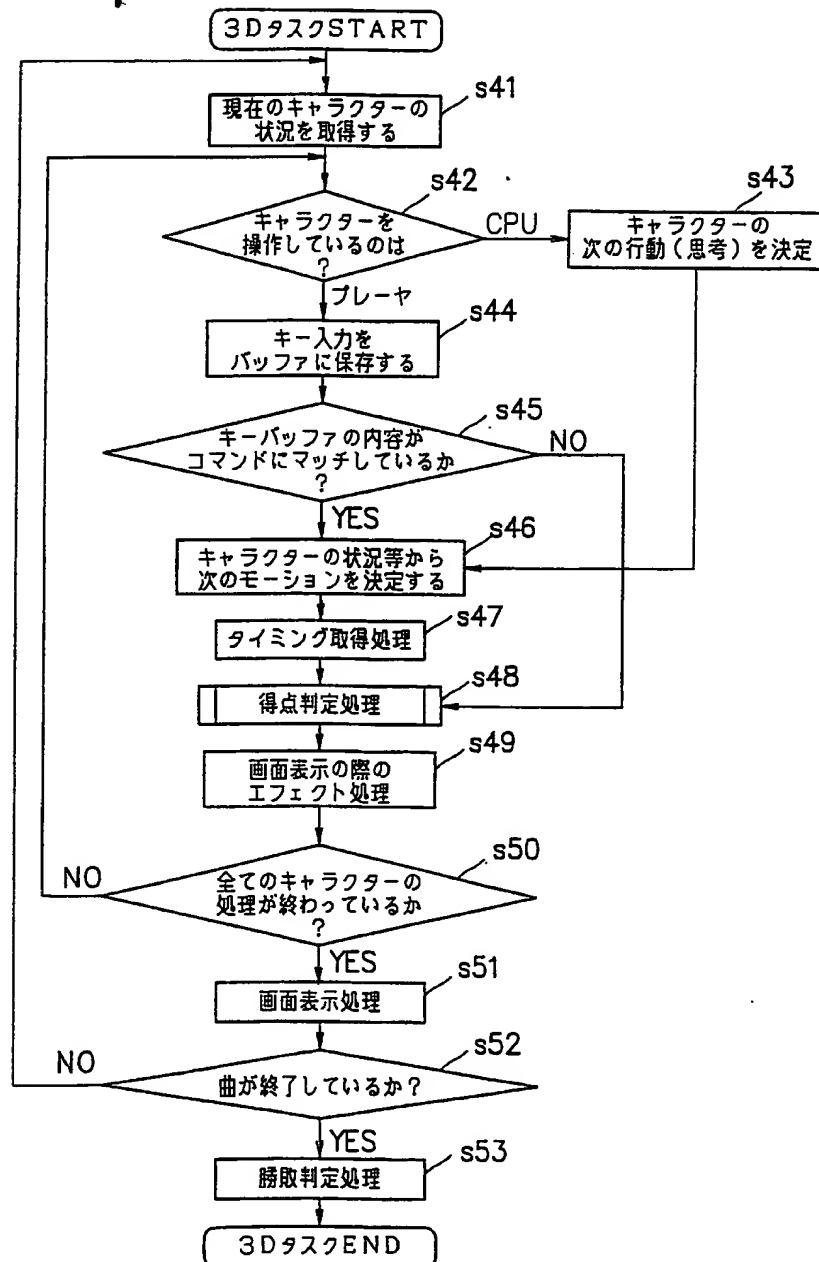 3DタスクSTART
s41
現在のキャラクターの
状況を取得する
s42
キャラクターを
操作しているのは
?
CPU
s43
キャラクターの
次の行動(思考)を決定
プレーヤ
s44
キー入力を
バッファに保存する
s45
キーバッファの内容が
コマンドにマッチしているか
?
NO
YES
s46
キャラクターの状況等から
次のモーションを決定する
s47
タイミング取得処理
s48
得点判定処理
s49
画面表示の際の
エフェクト処理
s50
全てのキャラクターの
処理が終わっているか
?
NO
YES
s51
画面表示処理
s52
曲が終了しているか?
NO
YES
s53
勝敗判定処理
3DタスクEND